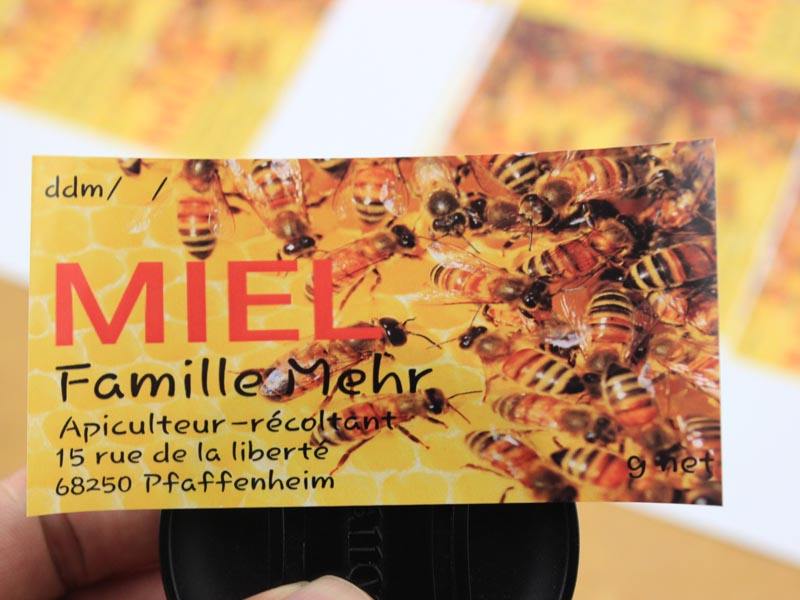 ddm/ /
MIEL
Famille Mehr
Apiculteur-récoltant
15 rue de la liberté
68250 Pfaffenheim
g net